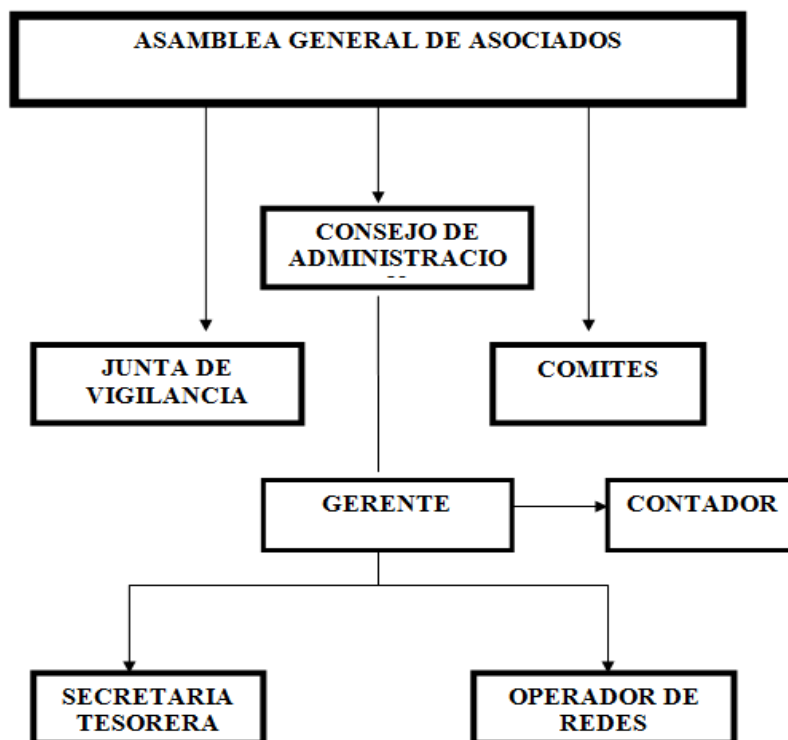 ASAMBLEA GENERAL DE ASOCIADOS
CONSEJO DE
ADMINISTRACIO
JUNTA DE
VIGILANCIA
COMITES
GERENTE
CONTADOR
SECRETARIA
TESORERA
OPERADOR DE
REDES